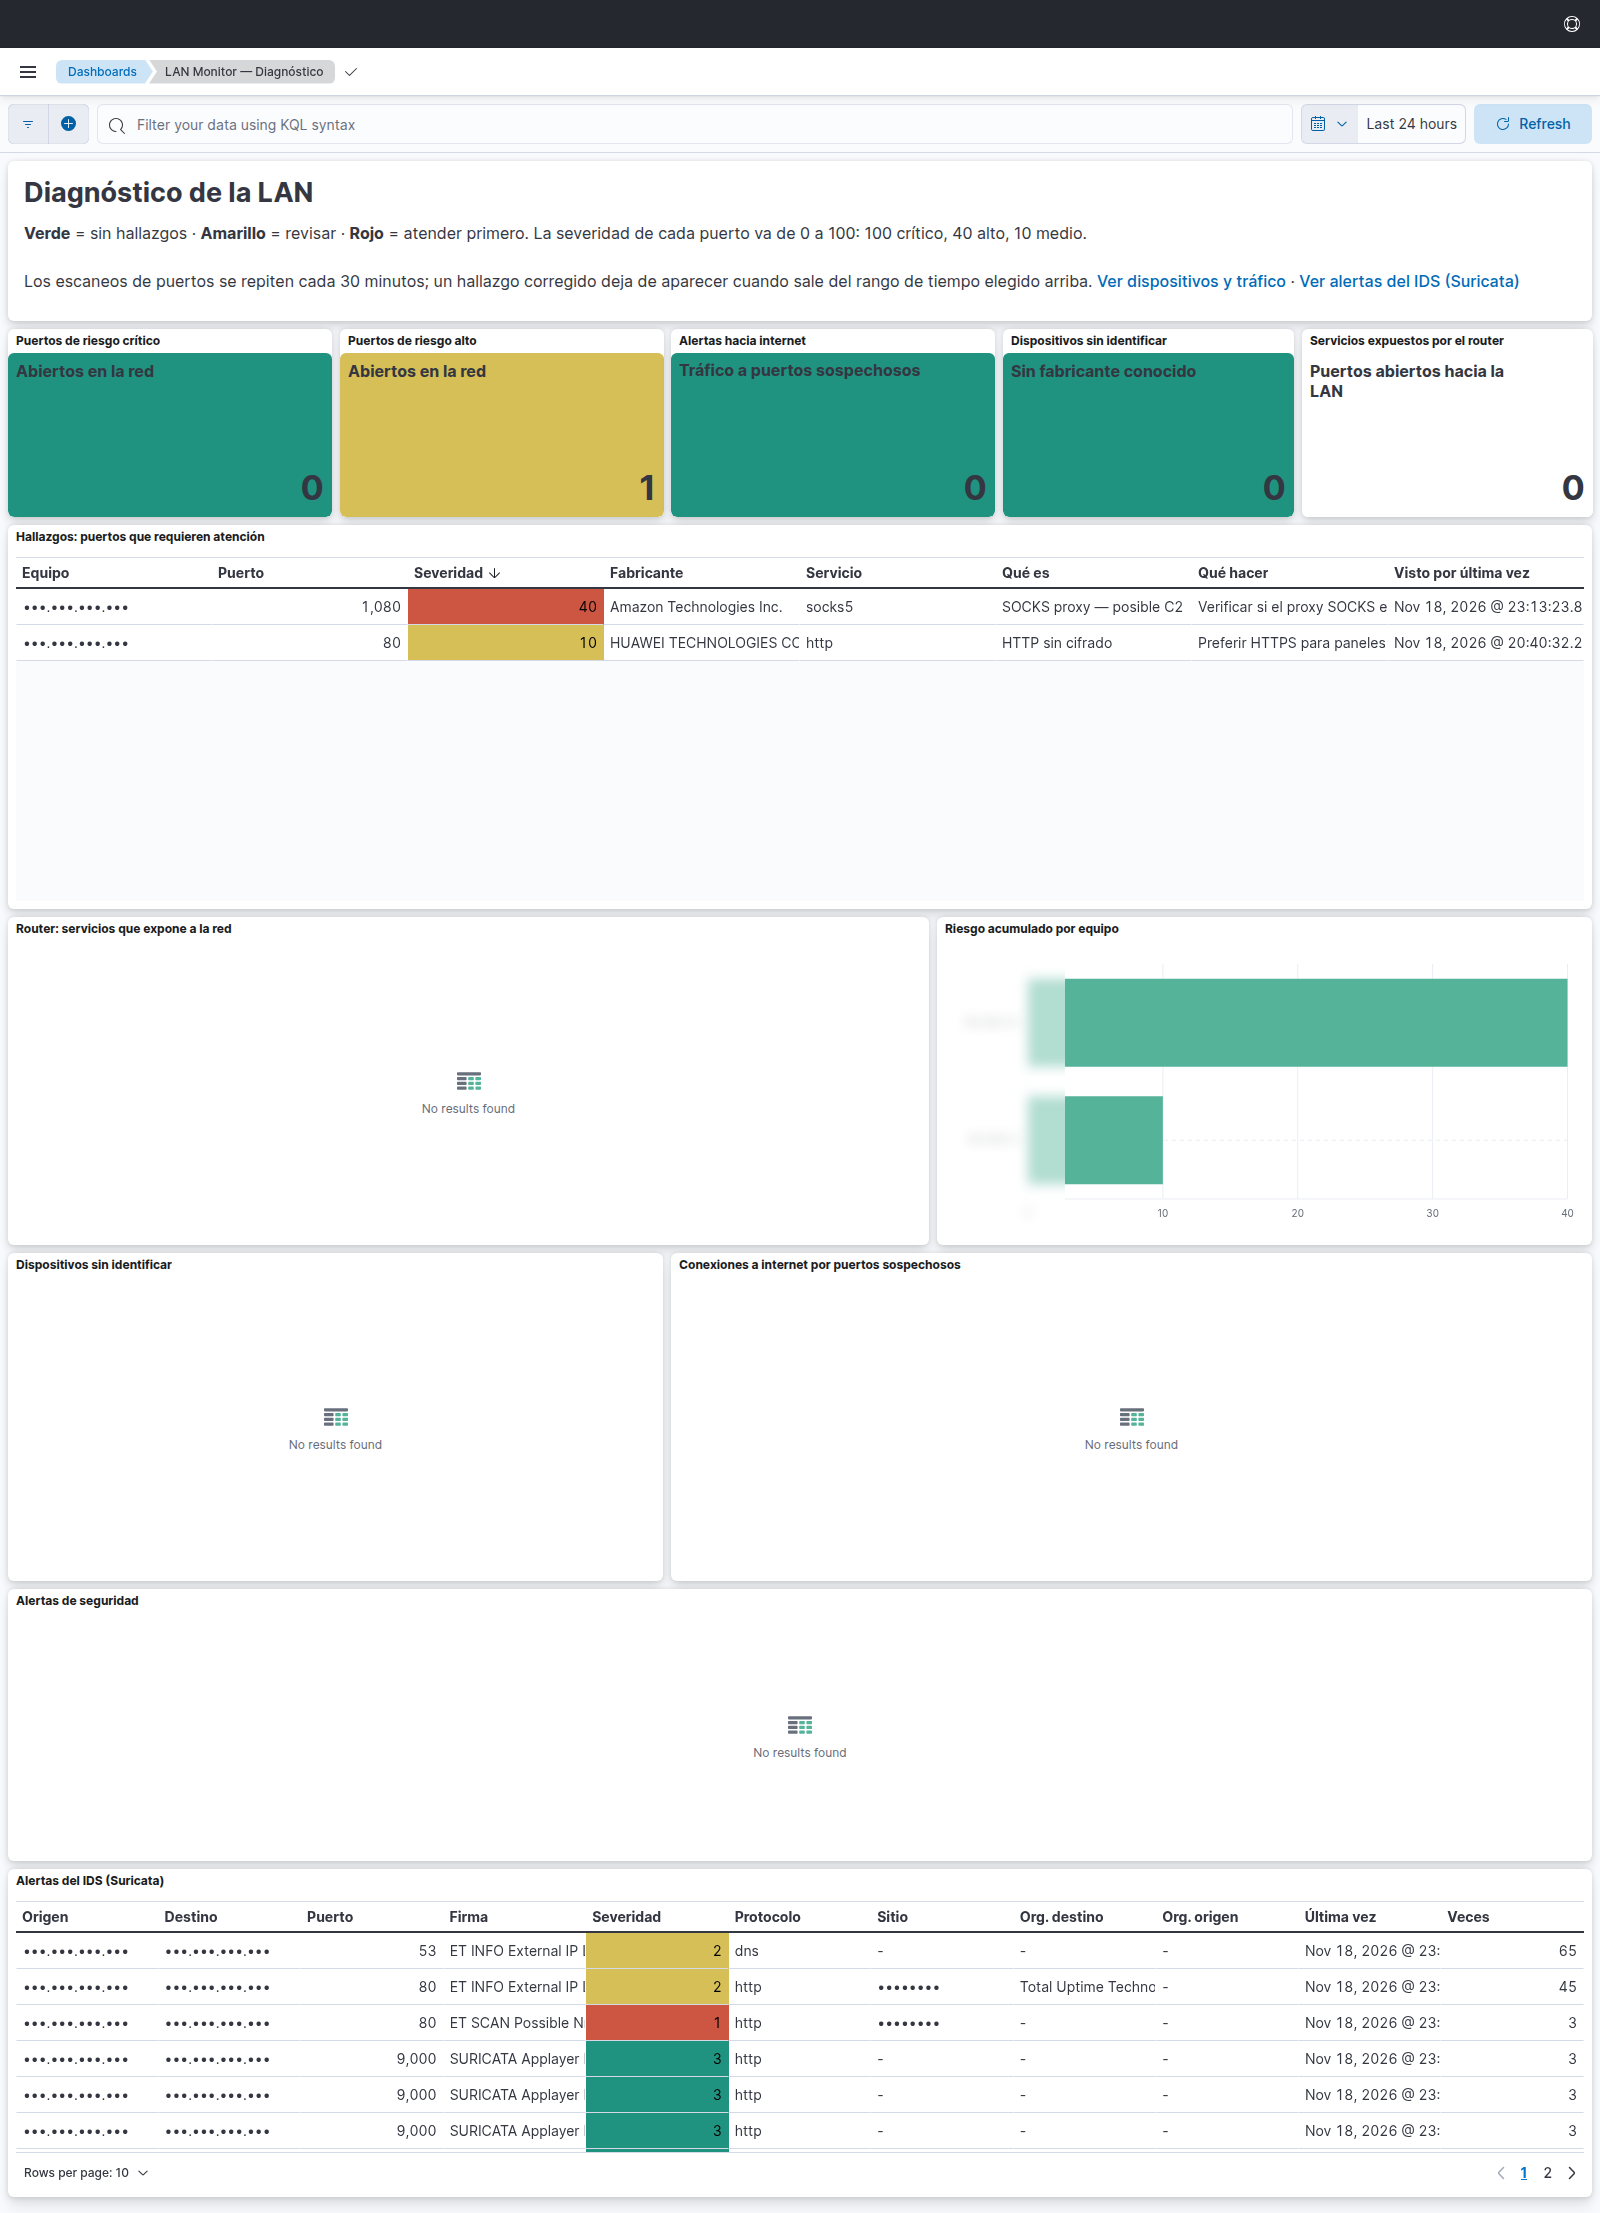 Dashboards
LAN Monitor — Diagnóstico
Filter your data using KQL syntax
Last 24 hours
Refresh
Diagnóstico de la LAN
Verde = sin hallazgos · Amarillo = revisar · Rojo = atender primero. La severidad de cada puerto va de 0 a 100: 100 crítico, 40 alto, 10 medio.
Los escaneos de puertos se repiten cada 30 minutos; un hallazgo corregido deja de aparecer cuando sale del rango de tiempo elegido arriba. Ver dispositivos y tráfico · Ver alertas del IDS (Suricata)
Puertos de riesgo crítico
Abiertos en la red
0
Puertos de riesgo alto
Abiertos en la red
1
Alertas hacia internet
Tráfico a puertos sospechosos
0
Dispositivos sin identificar
Sin fabricante conocido
0
Servicios expuestos por el router
Puertos abiertos hacia la
LAN
0
Hallazgos: puertos que requieren atención
Equipo Puerto Severidad Fabricante Servicio Qué es Qué hacer Visto por última vez
•••.•••.•••.••• 1,080 40 Amazon Technologies Inc. socks5 SOCKS proxy — posible C2 Verificar si el proxy SOCKS e Nov 18, 2026 @ 23:13:23.8
•••.•••.•••.••• 80 10 HUAWEI TECHNOLOGIES CC http HTTP sin cifrado Preferir HTTPS para paneles Nov 18, 2026 @ 20:40:32.2
Router: servicios que expone a la red
No results found
Riesgo acumulado por equipo
10 20 30 40
Dispositivos sin identificar
No results found
Conexiones a internet por puertos sospechosos
No results found
Alertas de seguridad
No results found
Alertas del IDS (Suricata)
Origen Destino Puerto Firma Severidad Protocolo Sitio Org. destino Org. origen Última vez Veces
•••.•••.•••.••• •••.•••.•••.••• 53 ET INFO External IP 2 dns - - - Nov 18, 2026 @ 23: 65
•••.•••.•••.••• •••.•••.•••.••• 80 ET INFO External IP 2 http •••••••• Total Uptime Techno - Nov 18, 2026 @ 23: 45
•••.•••.•••.••• •••.•••.•••.••• 80 ET SCAN Possible N 1 http •••••••• - - Nov 18, 2026 @ 23: 3
•••.•••.•••.••• •••.•••.•••.••• 9,000 SURICATA Applayer 3 http - - - Nov 18, 2026 @ 23: 3
•••.•••.•••.••• •••.•••.•••.••• 9,000 SURICATA Applayer 3 http - - - Nov 18, 2026 @ 23: 3
•••.•••.•••.••• •••.•••.•••.••• 9,000 SURICATA Applayer 3 http - - - Nov 18, 2026 @ 23: 3
Rows per page: 10
1 2